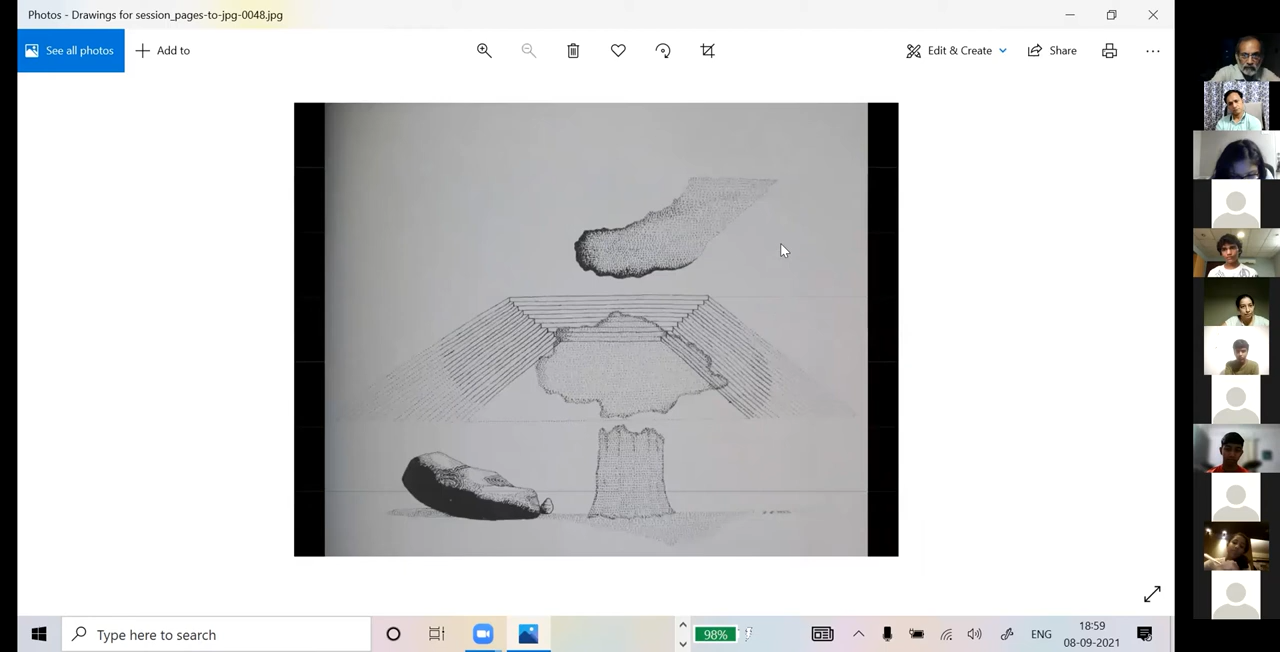 Photos - Drawings for session_pages-to-jpg-0048.jpg
See all photos
Add to
Edit & Create
Share
Type here to search
98%
ENG
18:59
08-09-2021